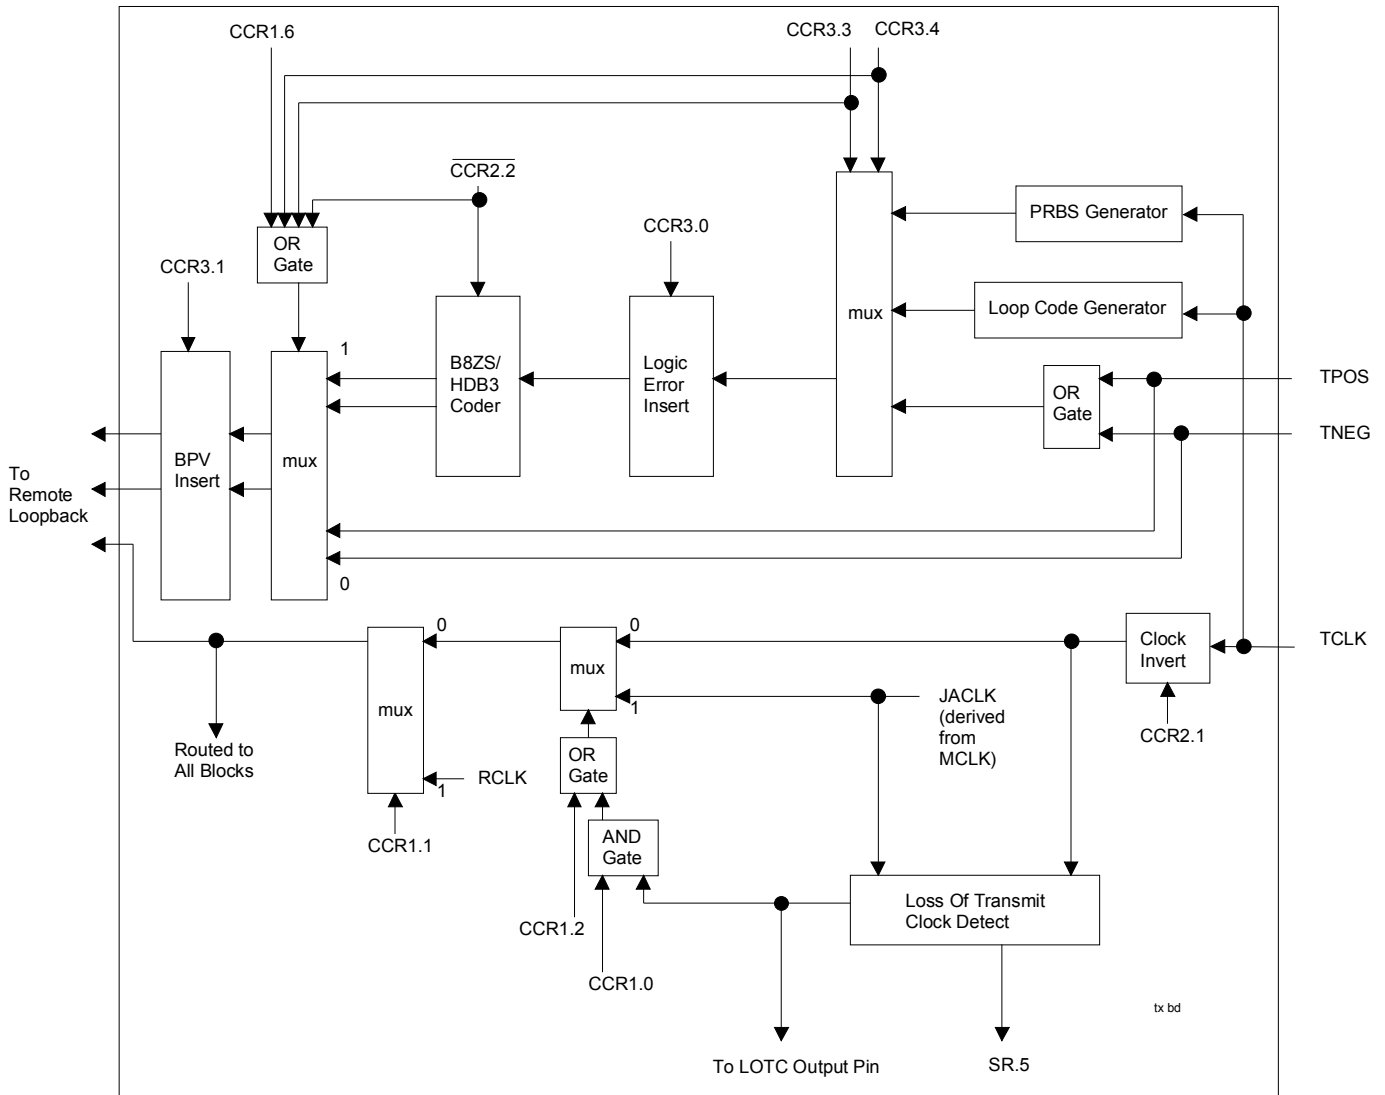 CCR1.6
CCR3.3
CCR3.4
CCR2.2
PRBS Generator
CCR3.0
OR
Gate
CCR3.1
Loop Code Generator
mux
1
B8ZS/
HDB3
Coder
Logic
Error
Insert
OR
Gate
TPOS
TNEG
BPV
Insert
mux
To
Remote
Loopback
0
0
0
Clock
Invert
TCLK
mux
mux
1
JACLK
(derived
from
MCLK)
CCR2.1
Routed to
All Blocks
OR
Gate
RCLK
1
CCR1.1
AND
Gate
Loss Of Transmit
Clock Detect
CCR1.2
CCR1.0
tx bd
To LOTC Output Pin
SR.5